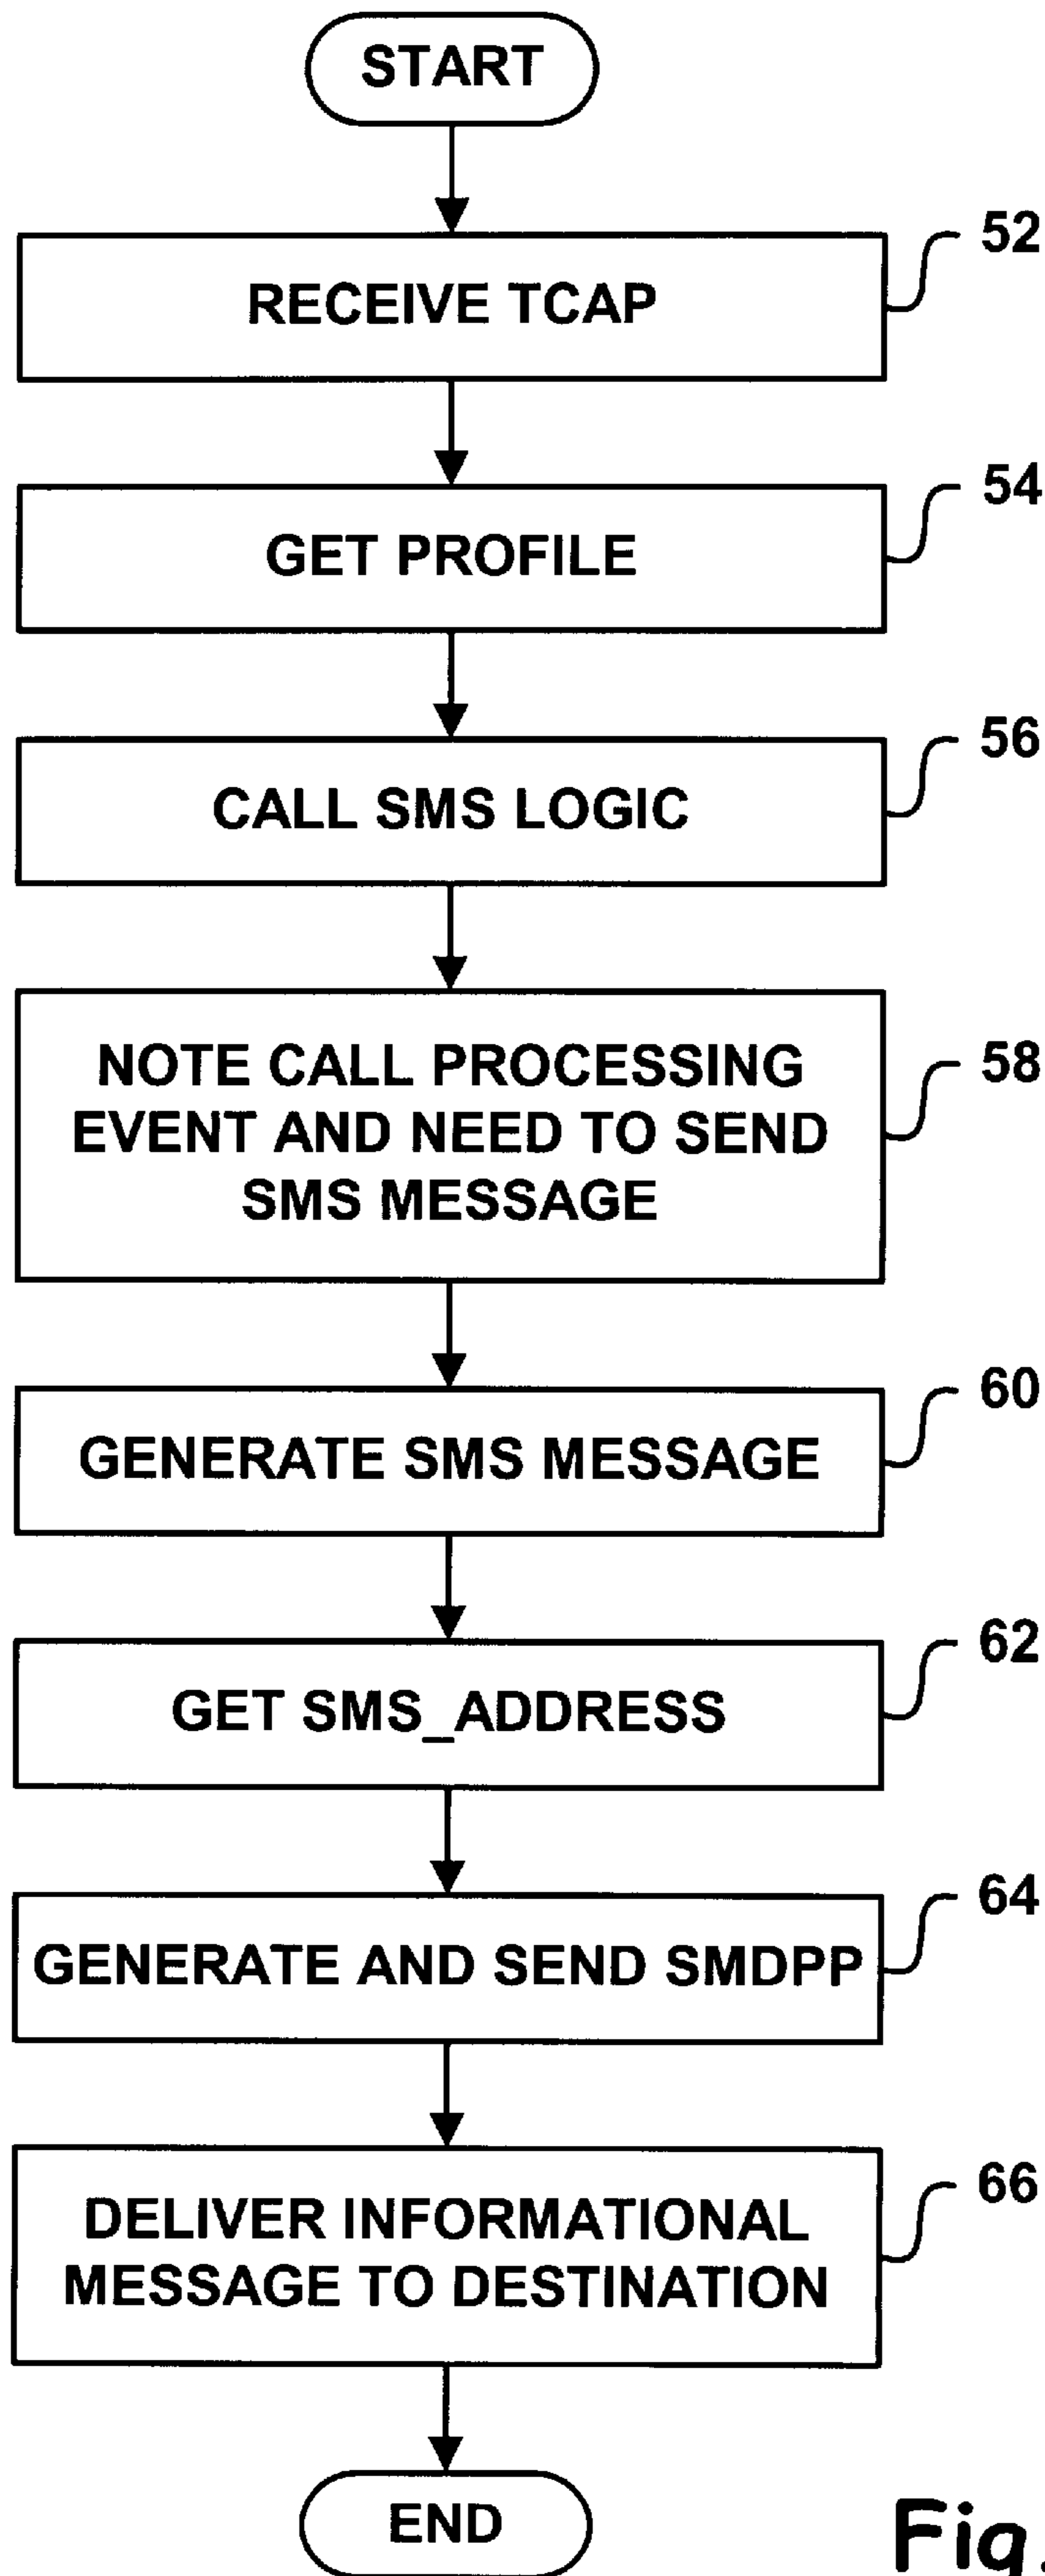 START
52
RECEIVE TCAP
54
GET PROFILE
56
CALL SMS LOGIC
58
NOTE CALL PROCESSING
EVENT AND NEED TO SEND
SMS MESSAGE
60
GENERATE SMS MESSAGE
62
GET SMS_ADDRESS
64
GENERATE AND SEND SMDPP
66
DELIVER INFORMATIONAL
MESSAGE TO DESTINATION
END
Fig.